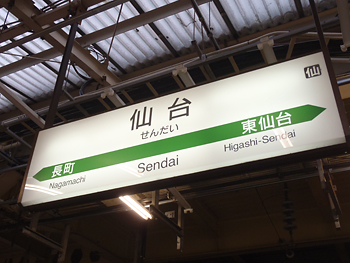 仙
仙台
せんだい
長町
東仙台
Nagamachi
Sendai
Higashi-Sendai